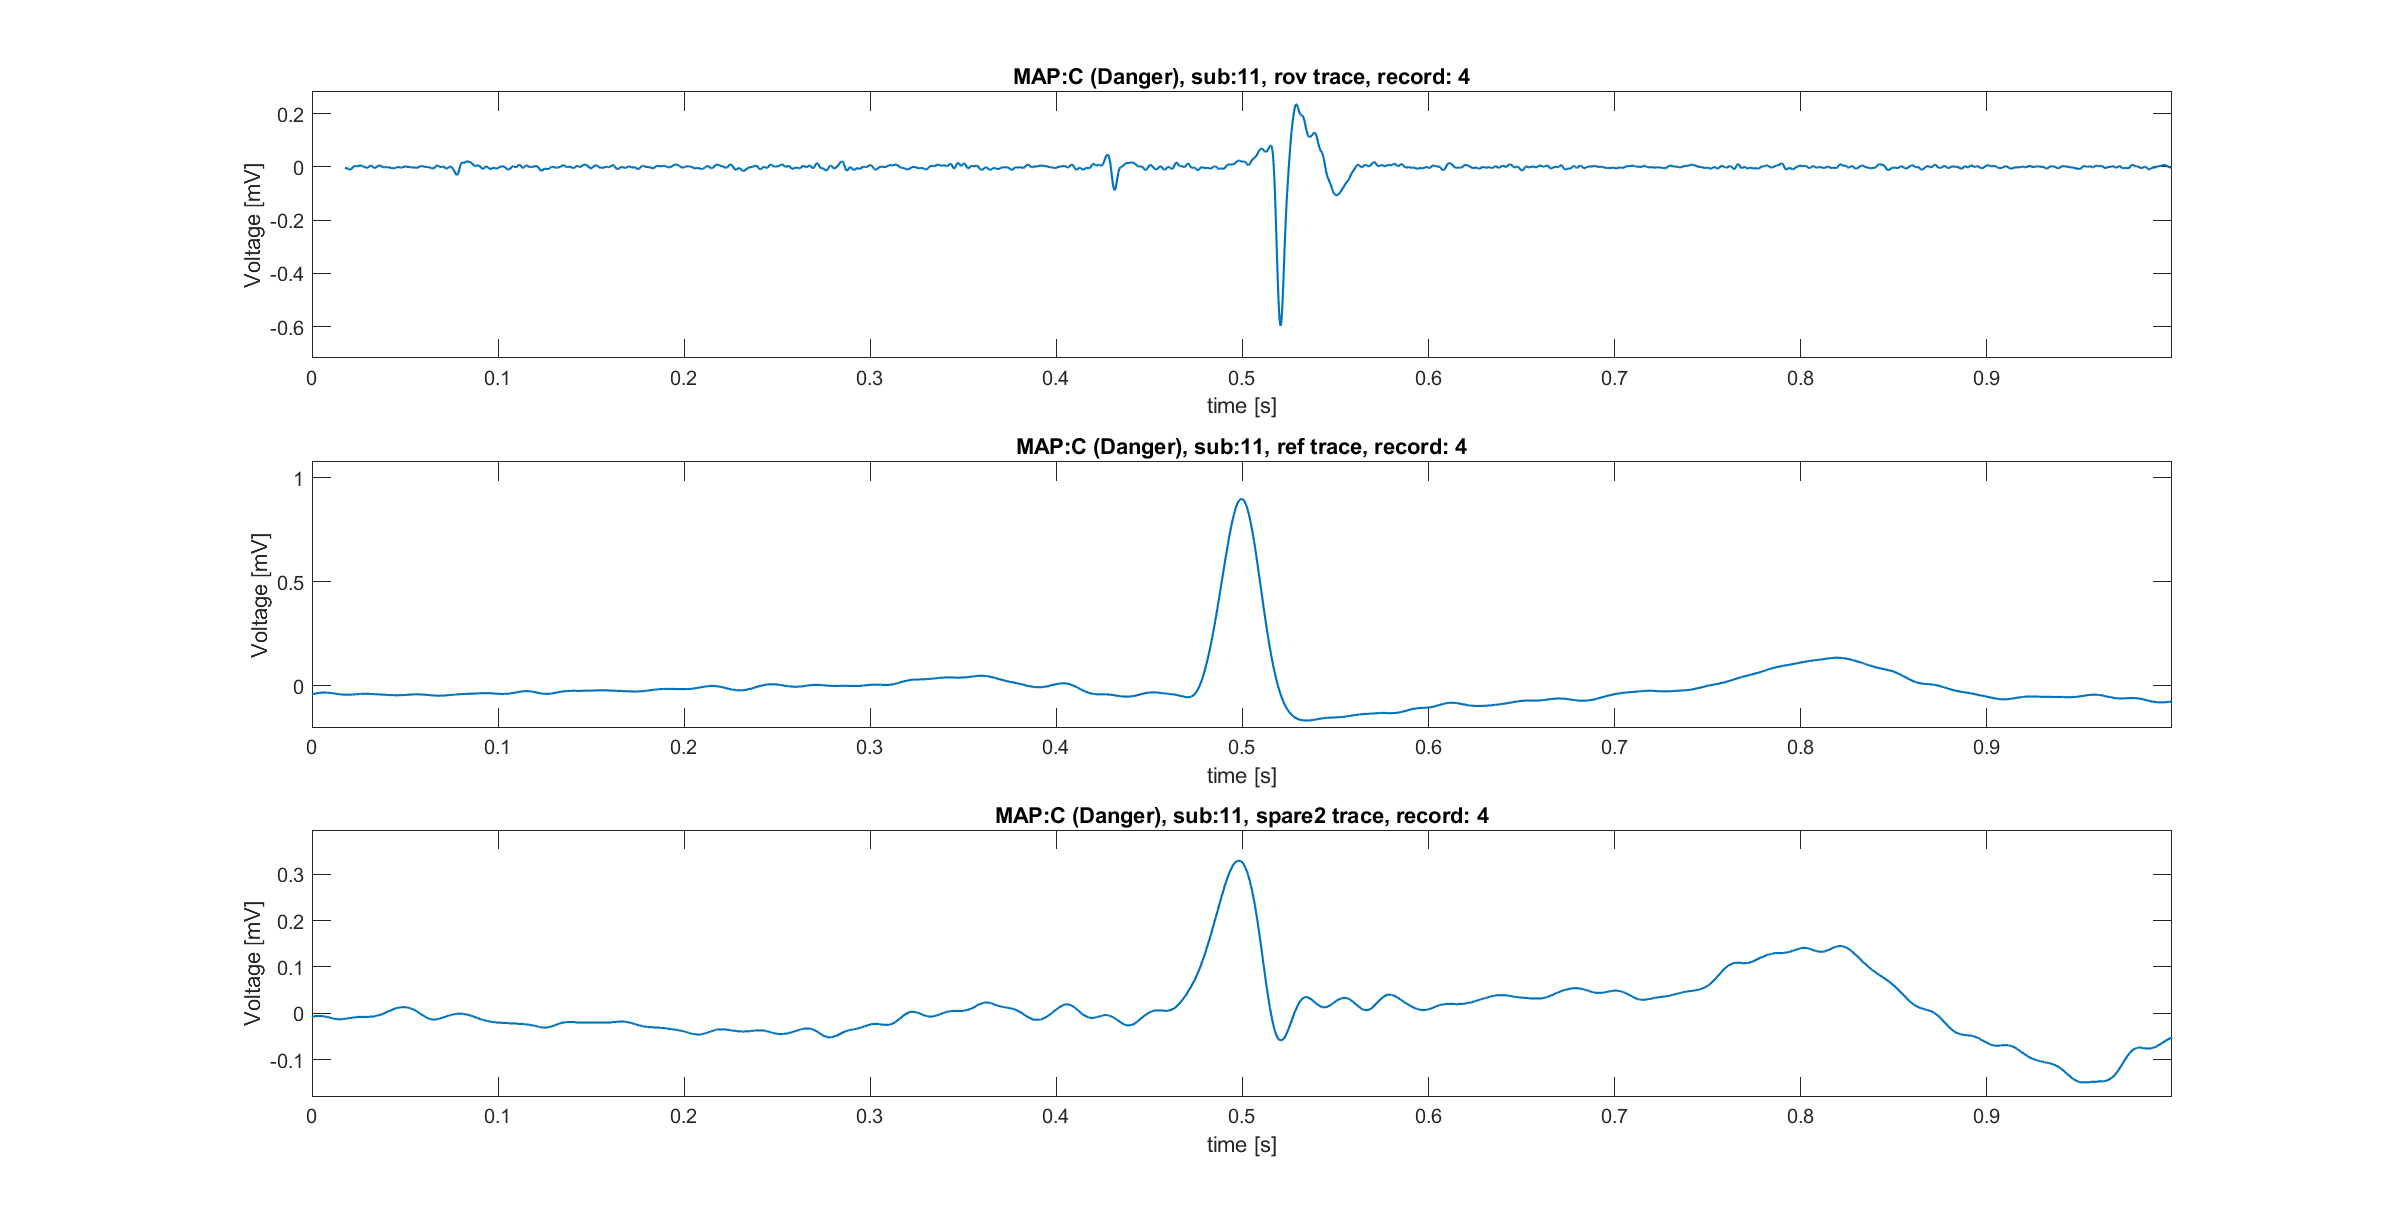 MAP:C (Danger), sub:11, rov trace, record: 4
Voltage [mV]
0.2
0
-0.2
-0.4
-0.6
0 0.1 0.2 0.3 0.4 0.5 0.6 0.7 0.8 0.9
time [s]
MAP:C (Danger), sub:11, ref trace, record: 4
Voltage [mV]
1
0.5
0
0 0.1 0.2 0.3 0.4 0.5 0.6 0.7 0.8 0.9
time [s]
MAP:C (Danger), sub:11, spare2 trace, record: 4
Voltage [mV]
0.3
0.2
0.1
0
-0.1
0 0.1 0.2 0.3 0.4 0.5 0.6 0.7 0.8 0.9
time [s]